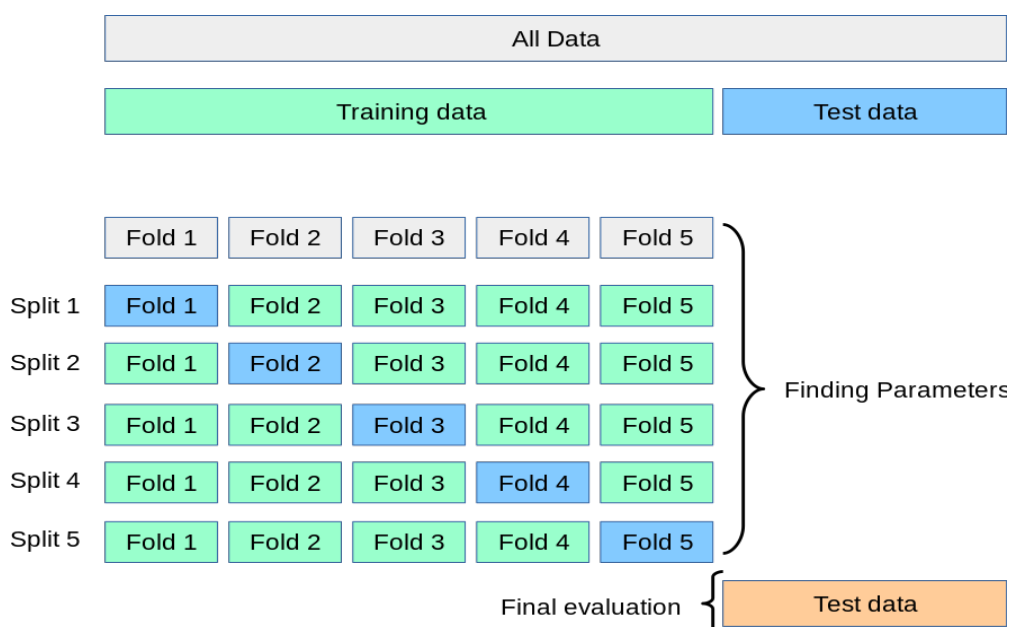 All Data
Training data Test data
Fold 1 Fold 2 Fold 3 Fold 4 Fold 5
Split 1 Fold 1 Fold 2 Fold 3 Fold 4 Fold 5
Split 2 Fold 1 Fold 2 Fold 3 Fold 4 Fold 5
Finding Parameters
Split 3 Fold 1 Fold 2 Fold 3 Fold 4 Fold 5
Split 4 Fold 1 Fold 2 Fold 3 Fold 4 Fold 5
Split 5 Fold 1 Fold 2 Fold 3 Fold 4 Fold 5
Final evaluation Test data